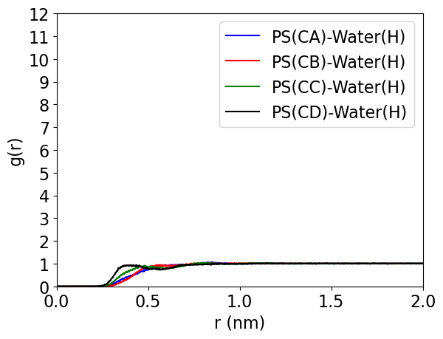 12
11
10
9
8
7
6
5
4
3
2
1
0
g(r)
PS(CA)-Water(H)
PS(CB)-Water(H)
PS(CC)-Water(H)
PS(CD)-Water(H)
0.0 0.5 1.0 1.5 2.0
r (nm)